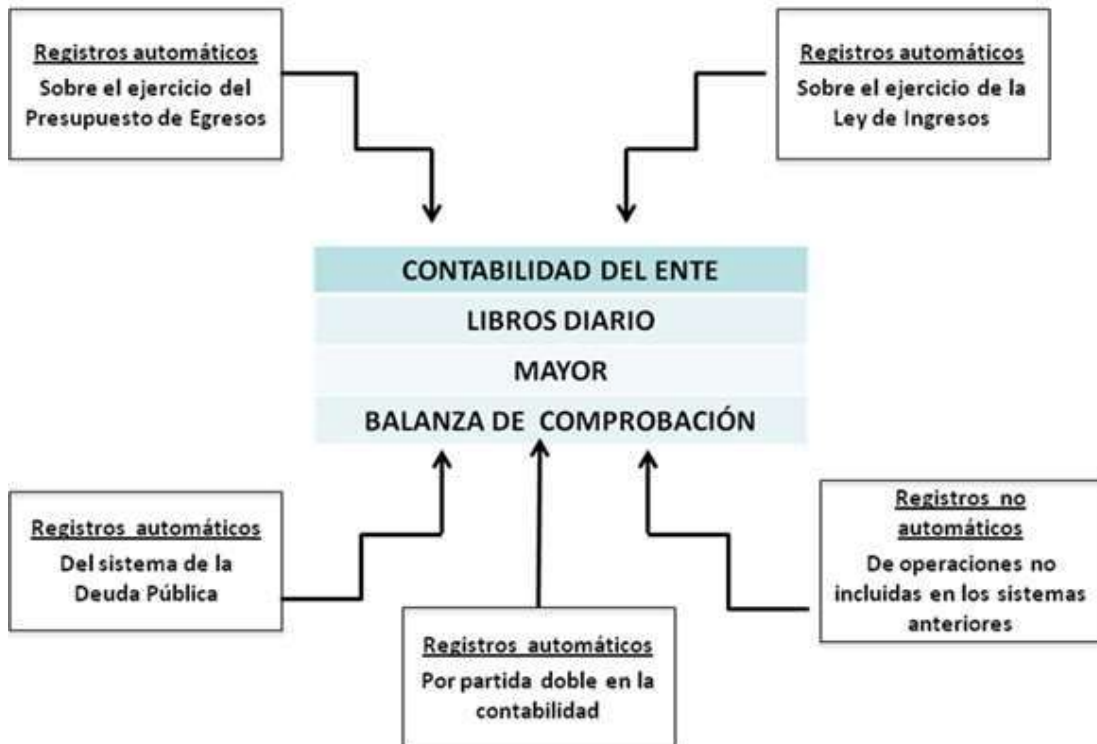 Registros automáticos
Sobre el ejercicio del
Presupuesto de Egresos
Registros automáticos
Sobre el ejercicio de la
Ley de Ingresos
CONTABILIDAD DEL ENTE
LIBROS DIARIO
MAYOR
BALANZA DE COMPROBACIÓN
Registros automáticos
Del sistema de la
Deuda Pública
Registros automáticos
Por partida doble en la
contabilidad
Registros no
automáticos
De operaciones no
incluidas en los sistemas
anteriores